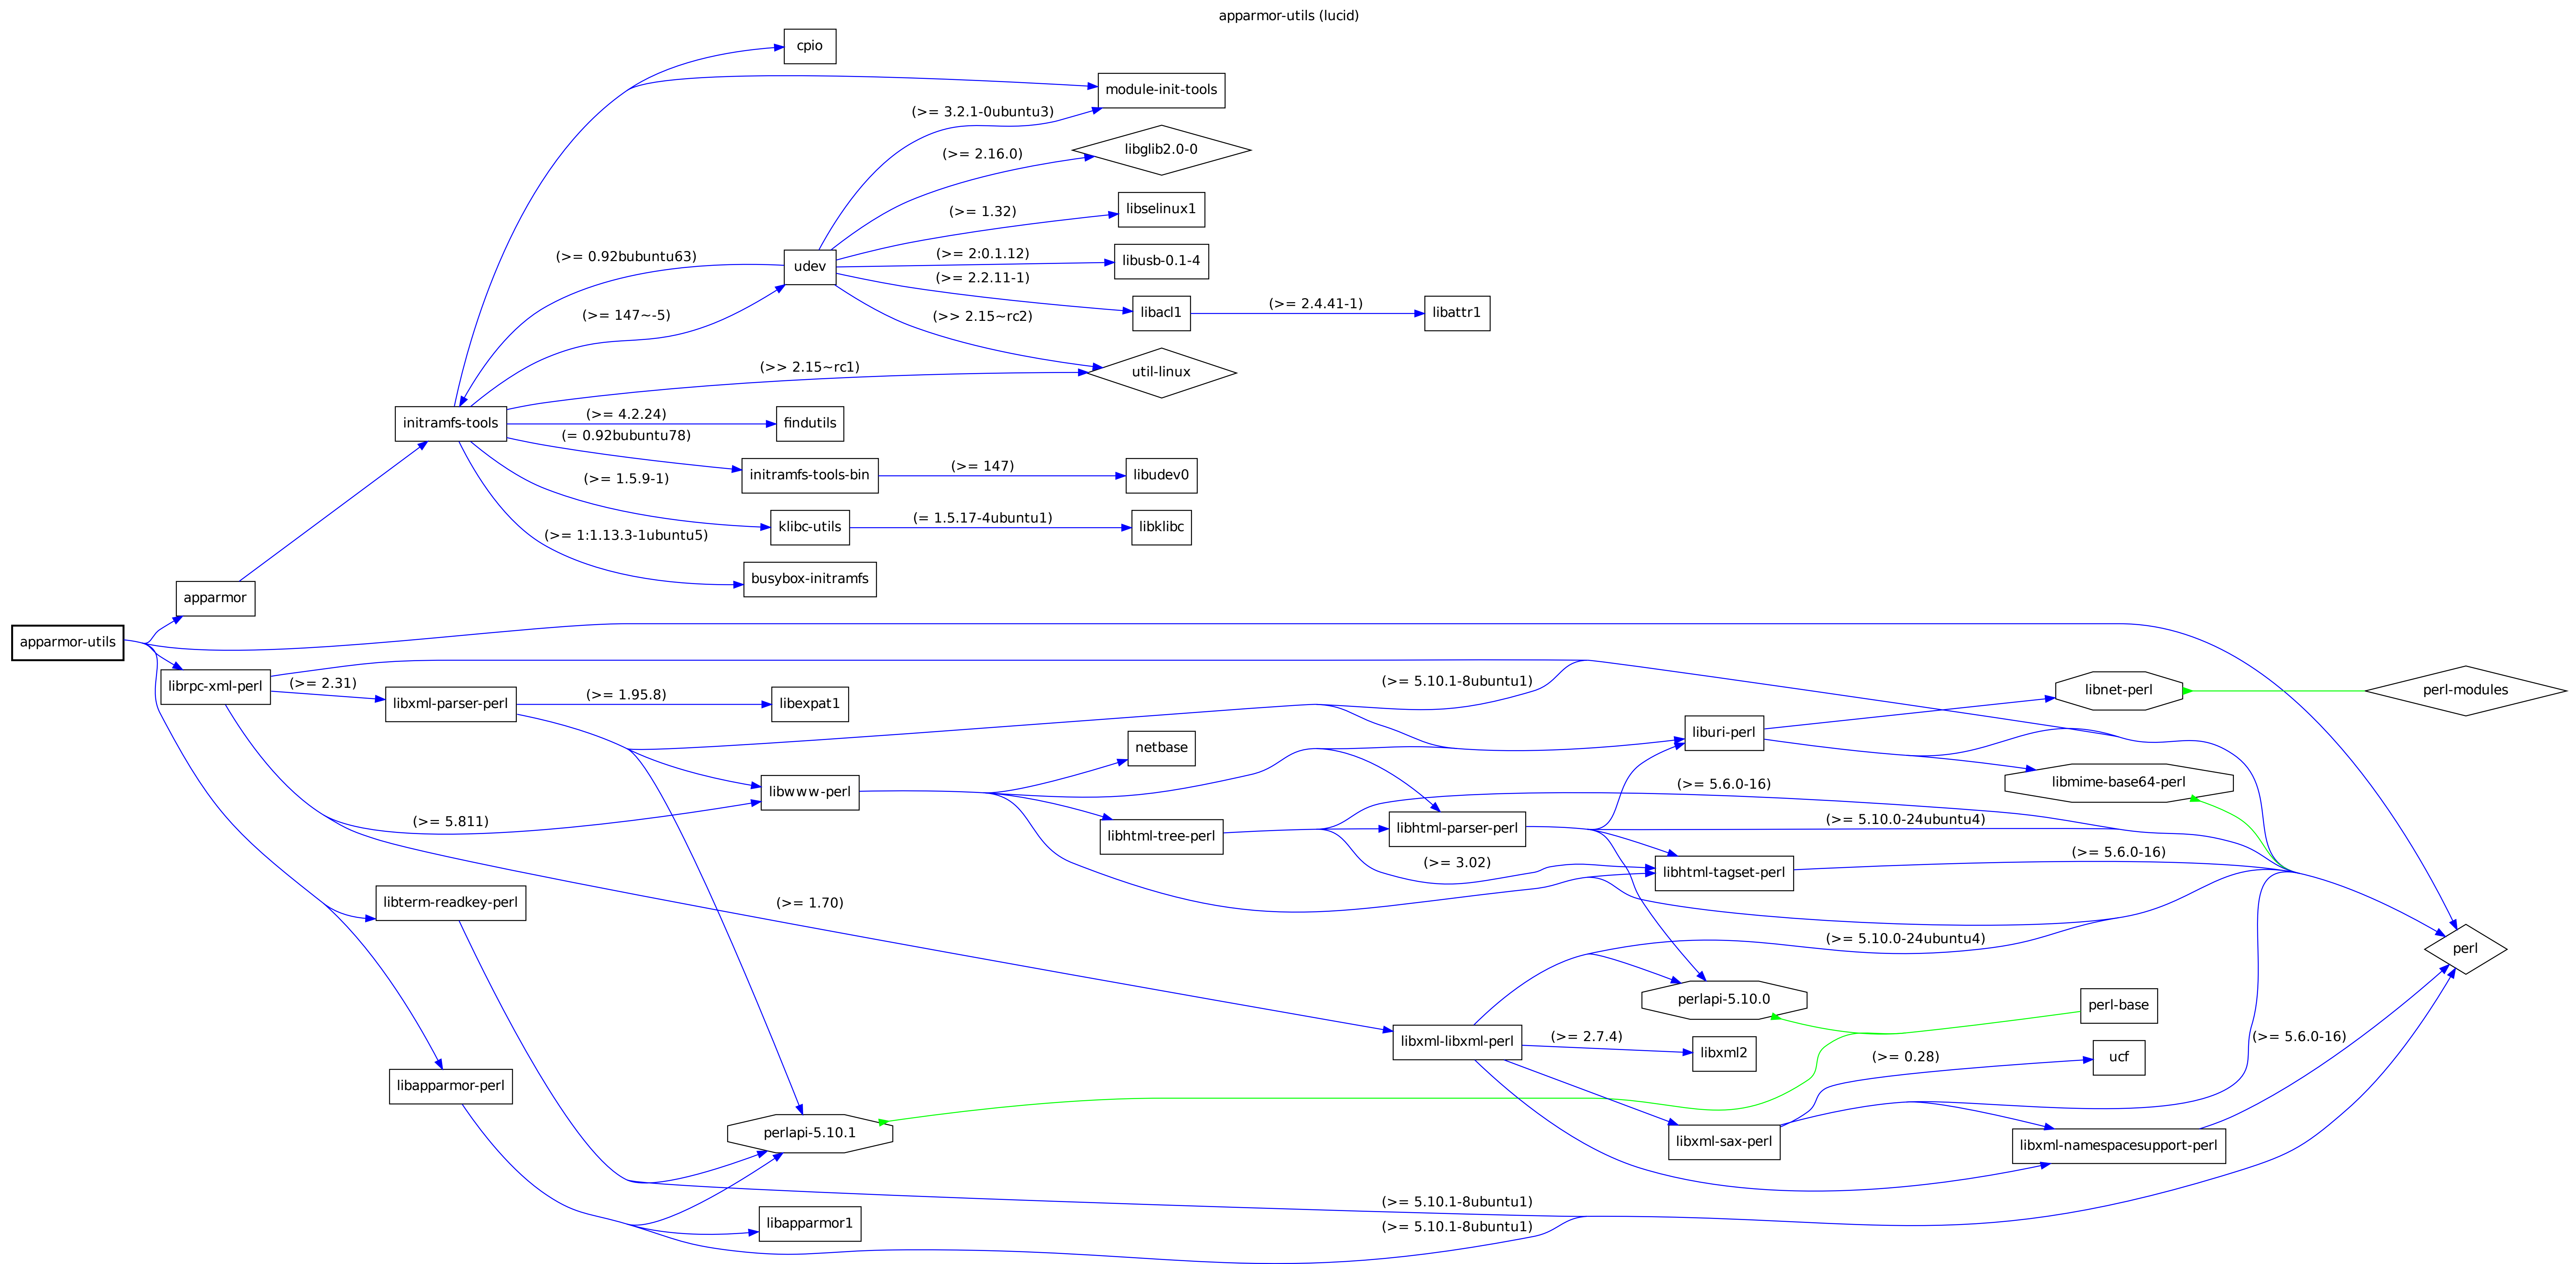 apparmor-utils (lucid)
cpio
module-init-tools
(>= 3.2.1-0ubuntu3)
libglib2.0-0
(>= 2.16.0)
libselinux1
(>= 1.32)
(>= 0.92bubuntu63)
udev
(>= 2:0.1.12)
libusb-0.1-4
(>= 2.2.11-1)
(>= 147~-5)
(>> 2.15~rc2)
libacl1
(>= 2.4.41-1)
libattr1
(>> 2.15~rc1)
util-linux
initramfs-tools
(>= 4.2.24)
findutils
(= 0.92bubuntu78)
initramfs-tools-bin
(>= 147)
libudev0
(>= 1.5.9-1)
klibc-utils
(= 1.5.17-4ubuntu1)
libklibc
(>= 1:1.13.3-1ubuntu5)
busybox-initramfs
apparmor
apparmor-utils
librpc-xml-perl
(>= 2.31)
libxml-parser-perl
(>= 1.95.8)
libexpat1
(>= 5.10.1-8ubuntu1)
libnet-perl
perl-modules
netbase
liburi-perl
libwww-perl
(>= 5.6.0-16)
libmime-base64-perl
(>= 5.811)
libhtml-tree-perl
libhtml-parser-perl
(>= 5.10.0-24ubuntu4)
(>= 3.02)
libhtml-tagset-perl
(>= 5.6.0-16)
libterm-readkey-perl
(>= 1.70)
(>= 5.10.0-24ubuntu4)
perl
perlapi-5.10.0
perl-base
libxml-libxml-perl
(>= 2.7.4)
libxml2
(>= 0.28)
ucf
(>= 5.6.0-16)
libapparmor-perl
perlapi-5.10.1
libxml-sax-perl
libxml-namespacesupport-perl
(>= 5.10.1-8ubuntu1)
libapparmor1
(>= 5.10.1-8ubuntu1)